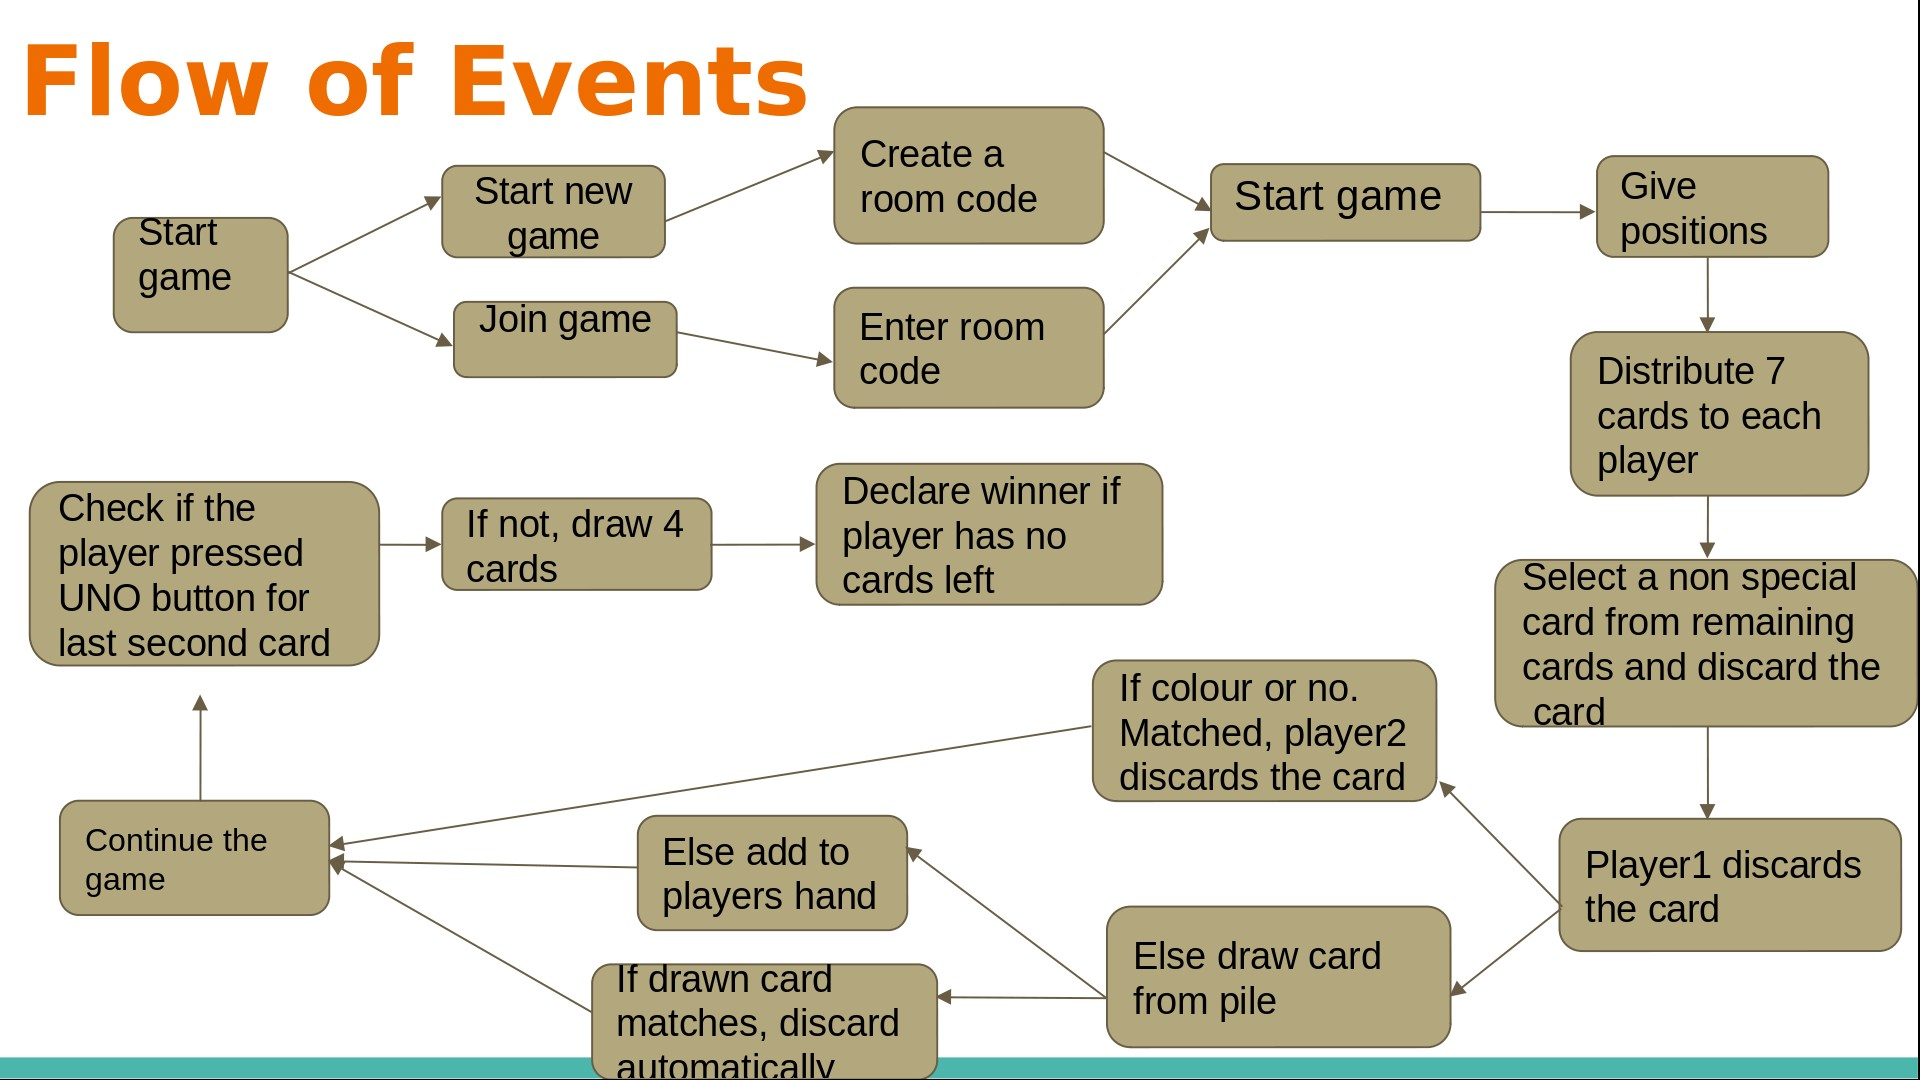 Flow of Events
Start
game
Start new
game
Join game
Create a
room code
Enter room
code
Start game
Give
positions
Distribute 7
cards to each
player
Select a non special
card from remaining
cards and discard the
card
Player1 discards
the card
If colour or no.
Matched, player2
discards the card
Else draw card
from pile
Else add to
players hand
If drawn card
matches, discard
automatically
Continue the
game
Check if the
player pressed
UNO button for
last second card
If not, draw 4
cards
Declare winner if
player has no
cards left